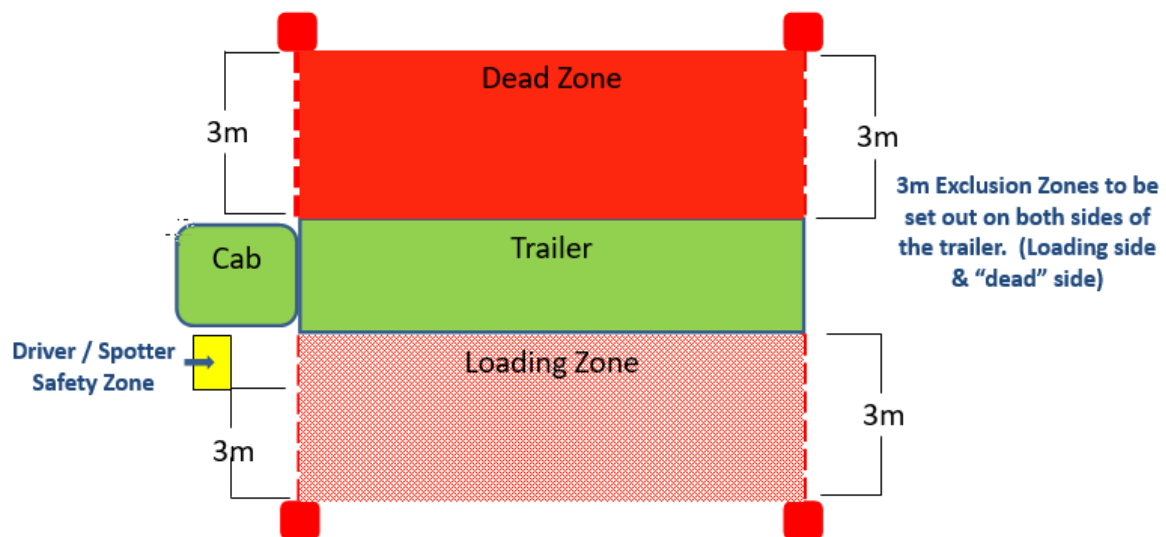 Dead Zone
3m
3m
3m Exclusion Zones to be
set out on both sides of
the trailer. (Loading side
& “dead” side)
Cab
Trailer
Driver / Spotter
Safety Zone
Loading Zone
3m
3m